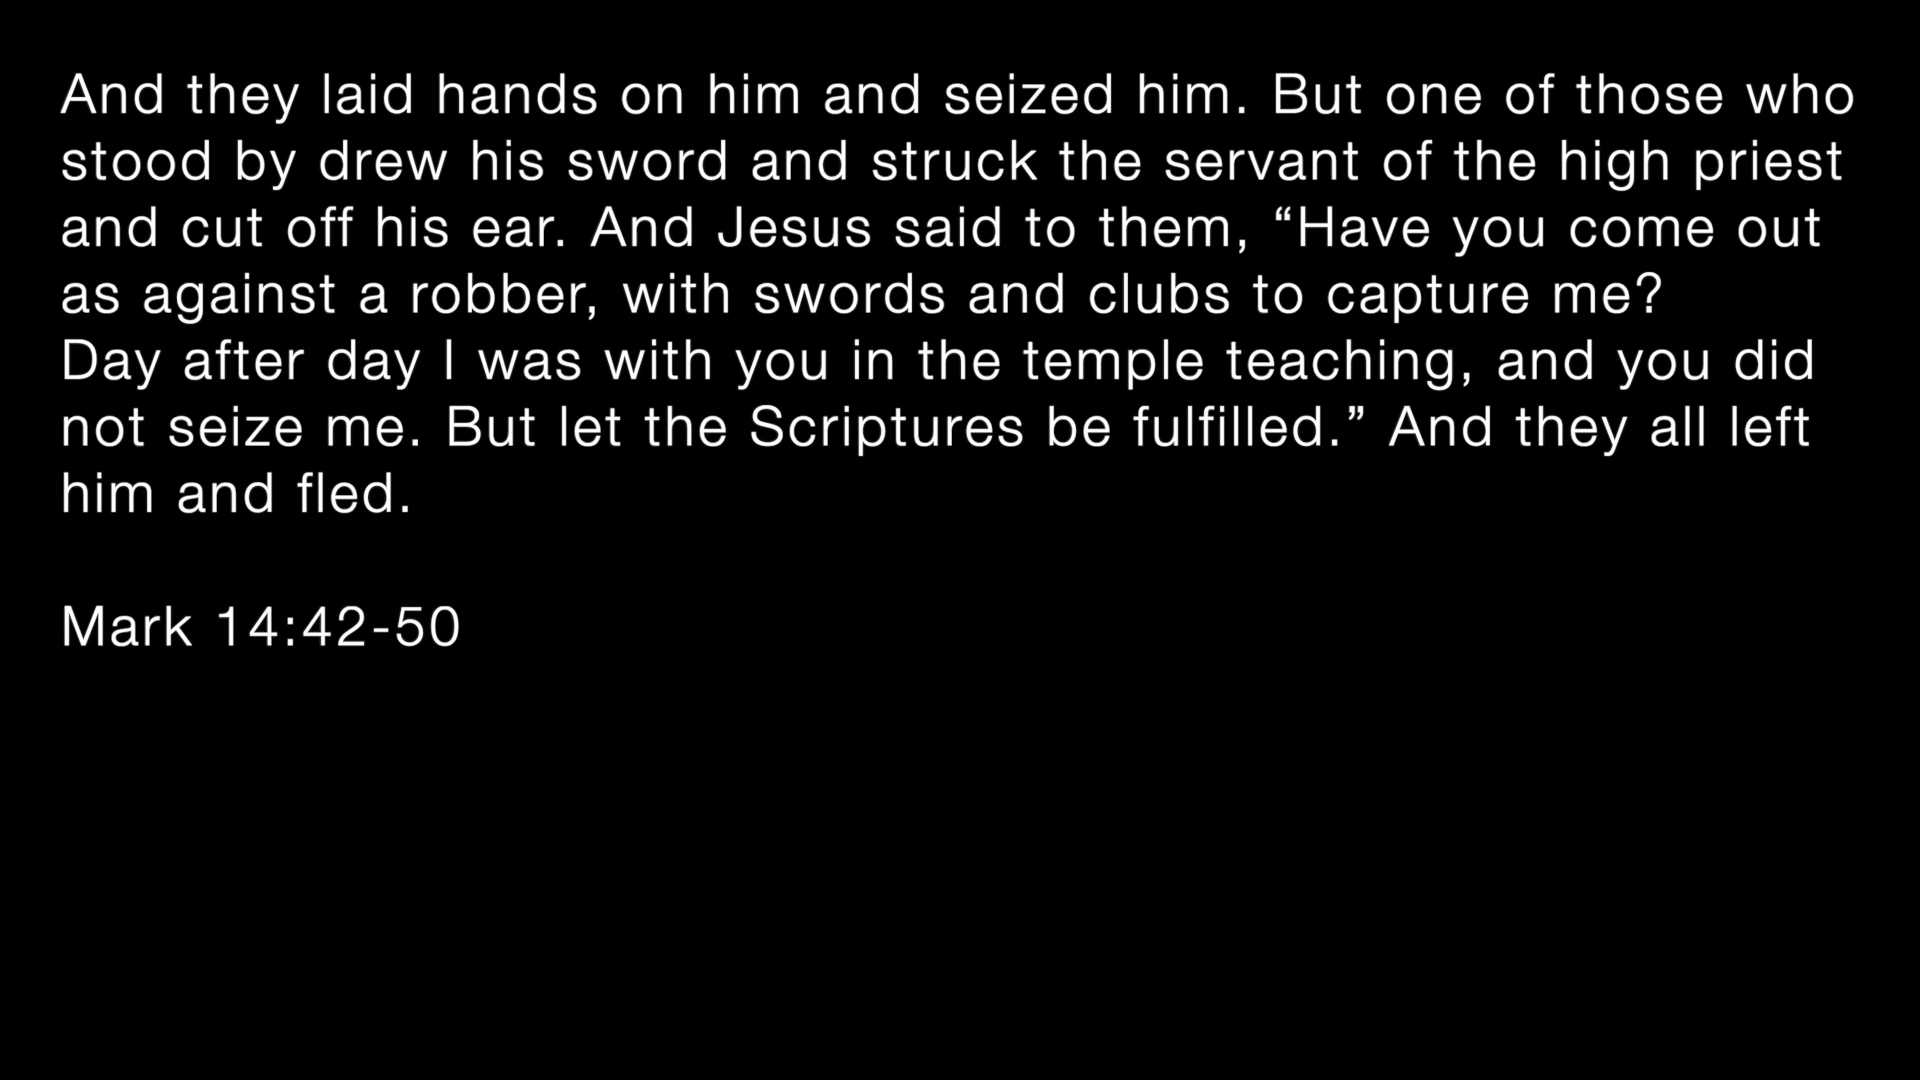 And they laid hands on him and seized him. But one of those who
stood by drew his sword and struck the servant of the high priest
and cut off his ear. And Jesus said to them, “Have you come out
as against a robber, with swords and clubs to capture me?
Day after day I was with you in the temple teaching, and you did
not seize me. But let the Scriptures be fulfilled.” And they all left
him and fled.
Mark 14:42-50